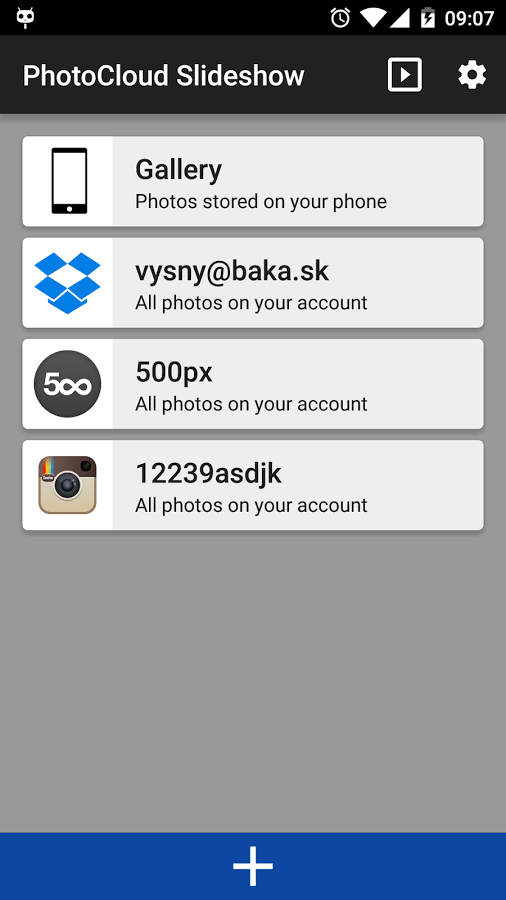 09:07
PhotoCloud Slideshow
Gallery
Photos stored on your phone
vysny@baka.sk
All photos on your account
500px
All photos on your account
12239asdjk
All photos on your account